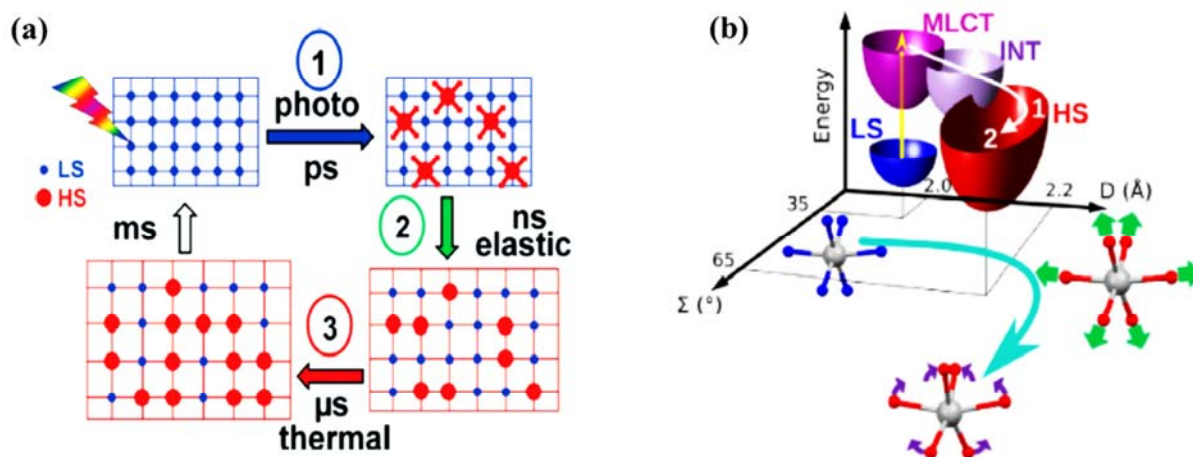 (a)
1
photo
ps
LS
HS
2
ns
elastic
ms
3
µs
thermal
(b)
MLCT
INT
Energy
LS
1
HS
2
2.0
2.2
D (Å)
35
65
Σ (°)